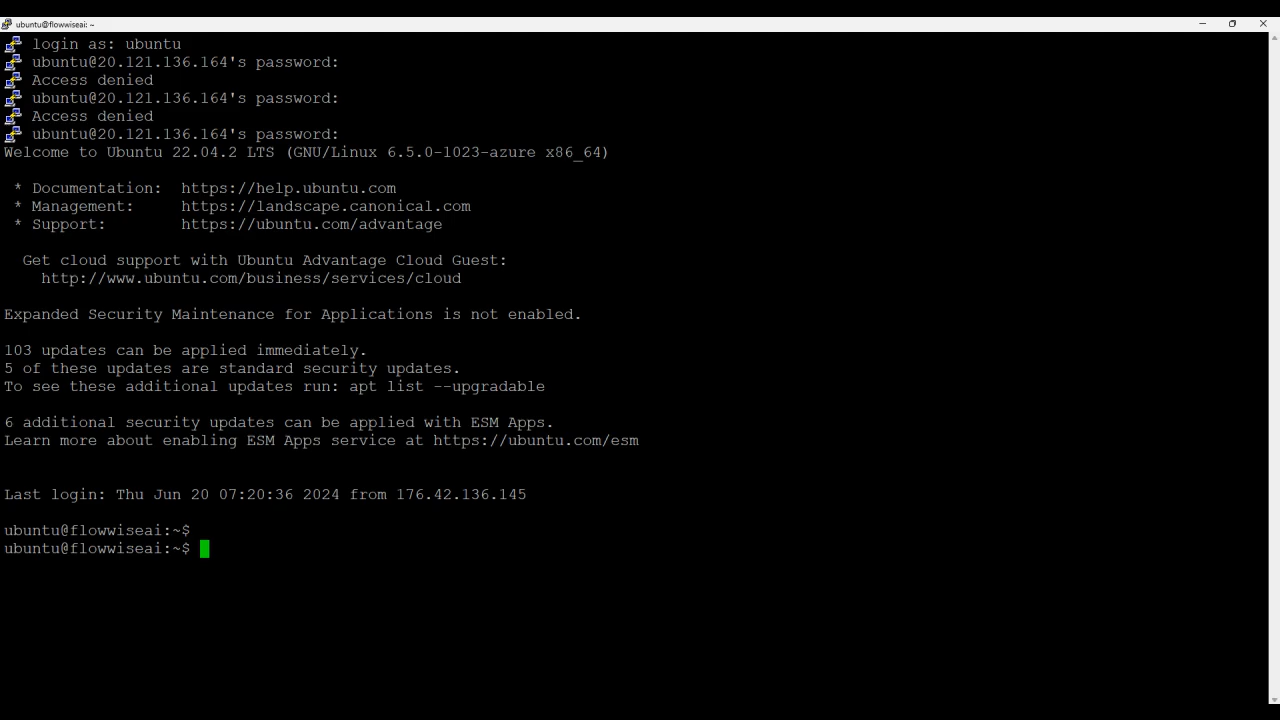 ubuntu@flowwiseai: ~
login as: ubuntu
ubuntu@20.121.136.164's password:
Access denied
ubuntu@20.121.136.164's password:
Access denied
ubuntu@20.121.136.164's password:
Welcome to Ubuntu 22.04.2 LTS (GNU/Linux 6.5.0-1023-azure x86_64)
* Documentation:  https://help.ubuntu.com
* Management:     https://landscape.canonical.com
* Support:        https://ubuntu.com/advantage
Get cloud support with Ubuntu Advantage Cloud Guest:
http://www.ubuntu.com/business/services/cloud
Expanded Security Maintenance for Applications is not enabled.
103 updates can be applied immediately.
5 of these updates are standard security updates.
To see these additional updates run: apt list --upgradable
6 additional security updates can be applied with ESM Apps.
Learn more about enabling ESM Apps service at https://ubuntu.com/esm
Last login: Thu Jun 20 07:20:36 2024 from 176.42.136.145
ubuntu@flowwiseai:~$
ubuntu@flowwiseai:~$